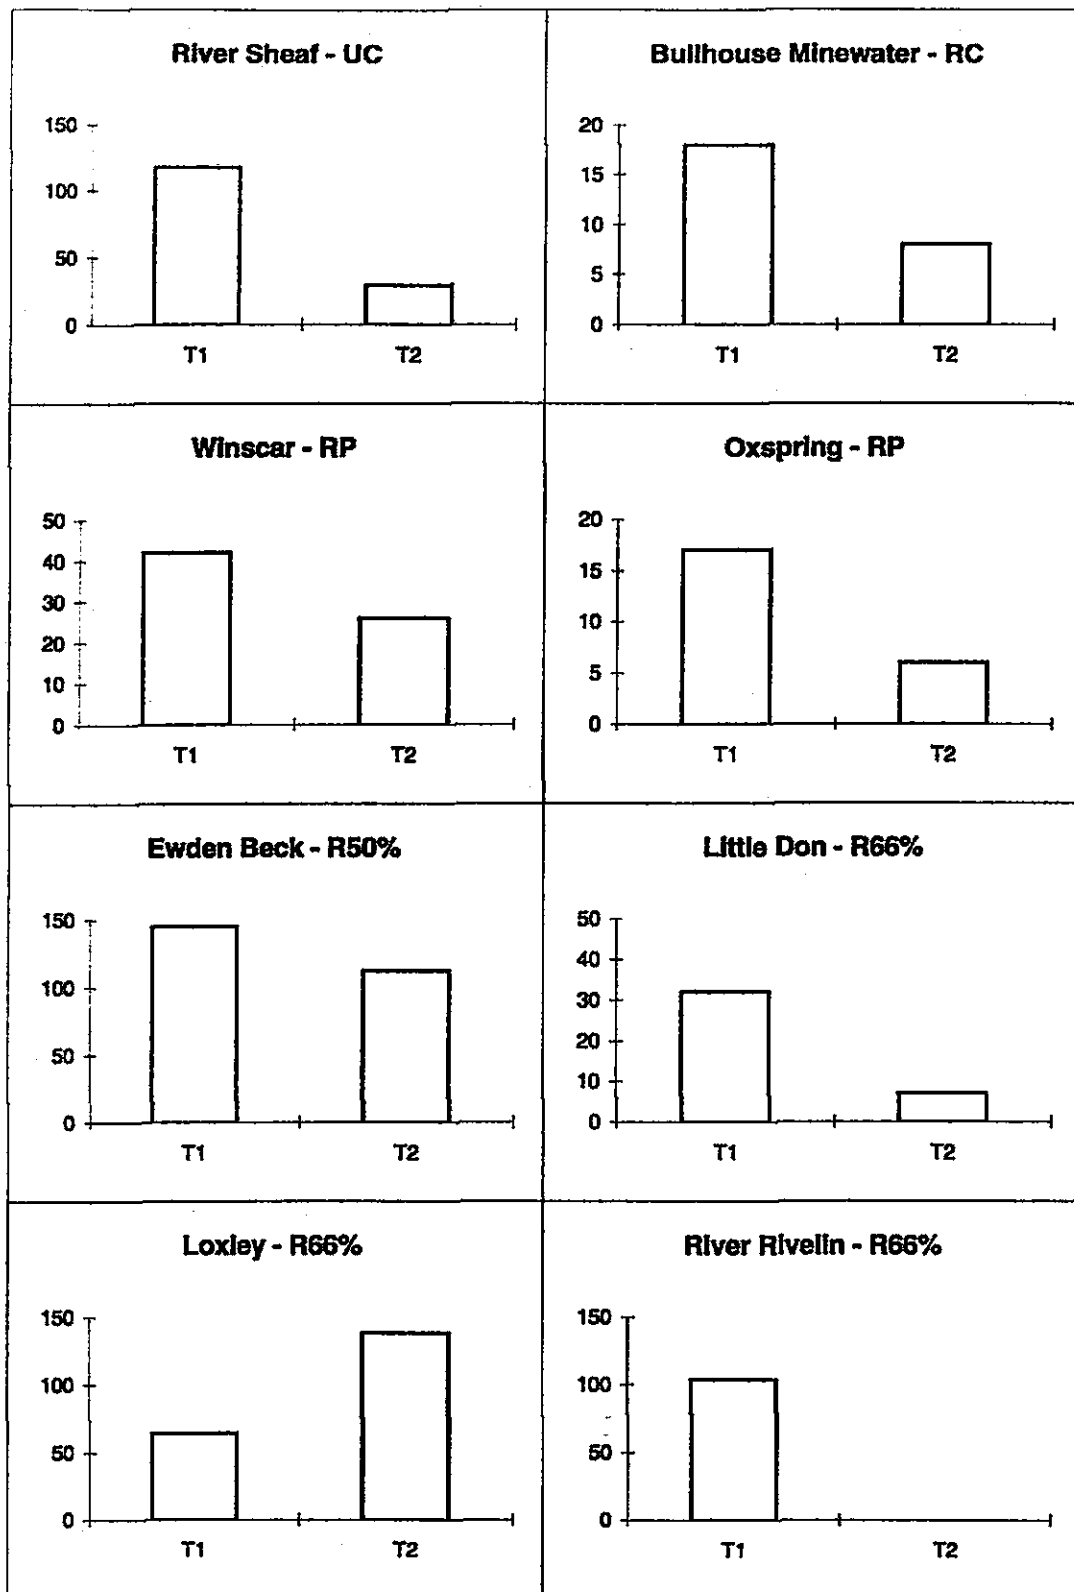 River Sheaf - UC
150
100
50
0
T1 T2
Bullhouse Minewater - RC
20
15
10
5
0
T1 T2
Winscar - RP
50
40
30
20
10
0
T1 T2
Oxspring - RP
20
15
10
5
0
T1 T2
Ewden Beck - R50%
150
100
50
0
T1 T2
Little Don - R66%
50
40
30
20
10
0
T1 T2
Loxley - R66%
150
100
50
0
T1 T2
River Rivelin - R66%
150
100
50
0
T1 T2